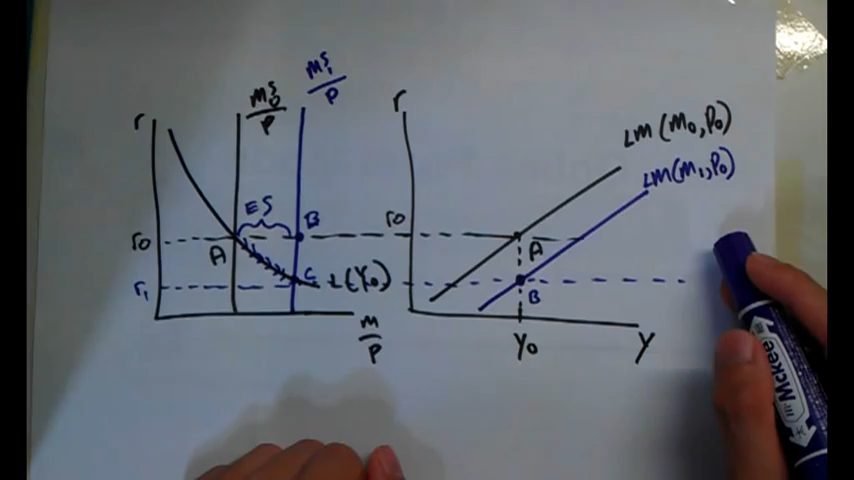 r
M₀ˢ
P
M₁ˢ
P
ES
B
r₀
A
C
r₁
L(Y₀)
M
P
r
LM(M₀,P₀)
LM(M₁,P₀)
r₀
A
B
Y₀
Y
Mckee